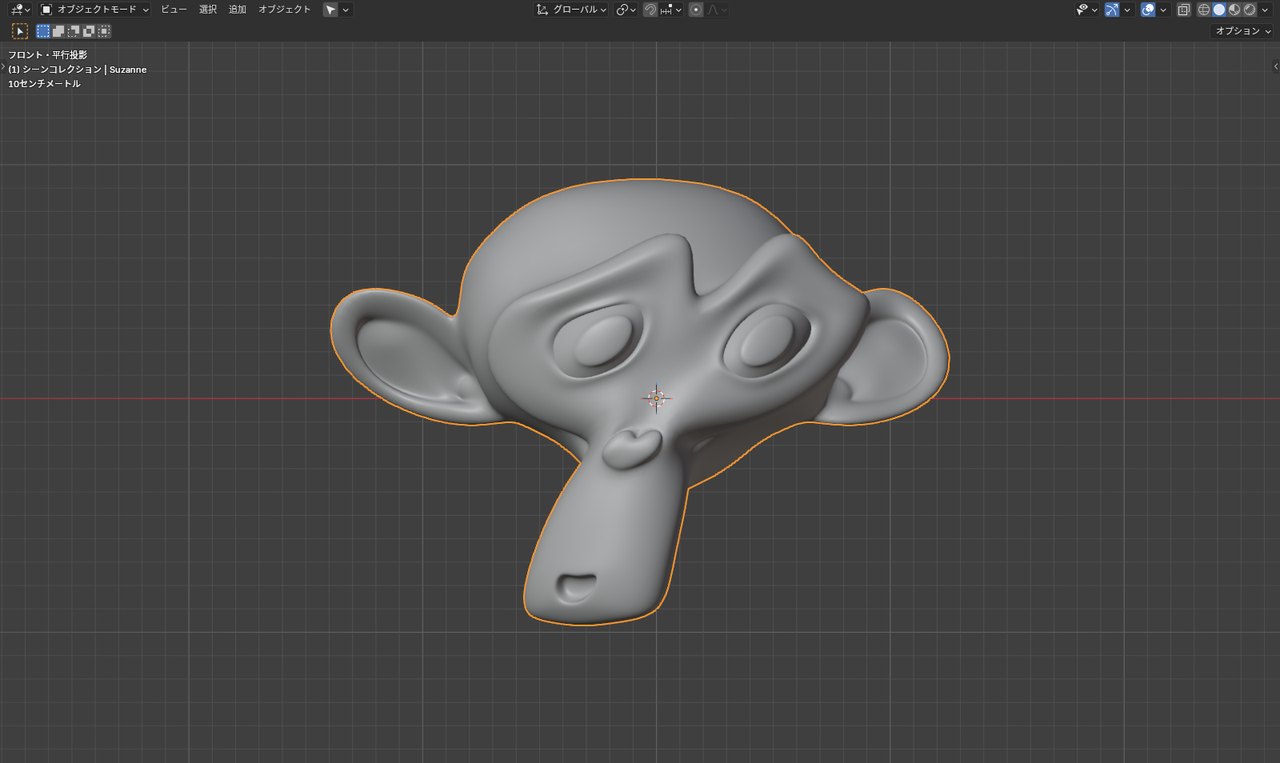 オブジェクトモード ビュー 選択 追加 オブジェクト グローバル
オプション
フロント・平行投影
(1) シーンコレクション | Suzanne
10センチメートル